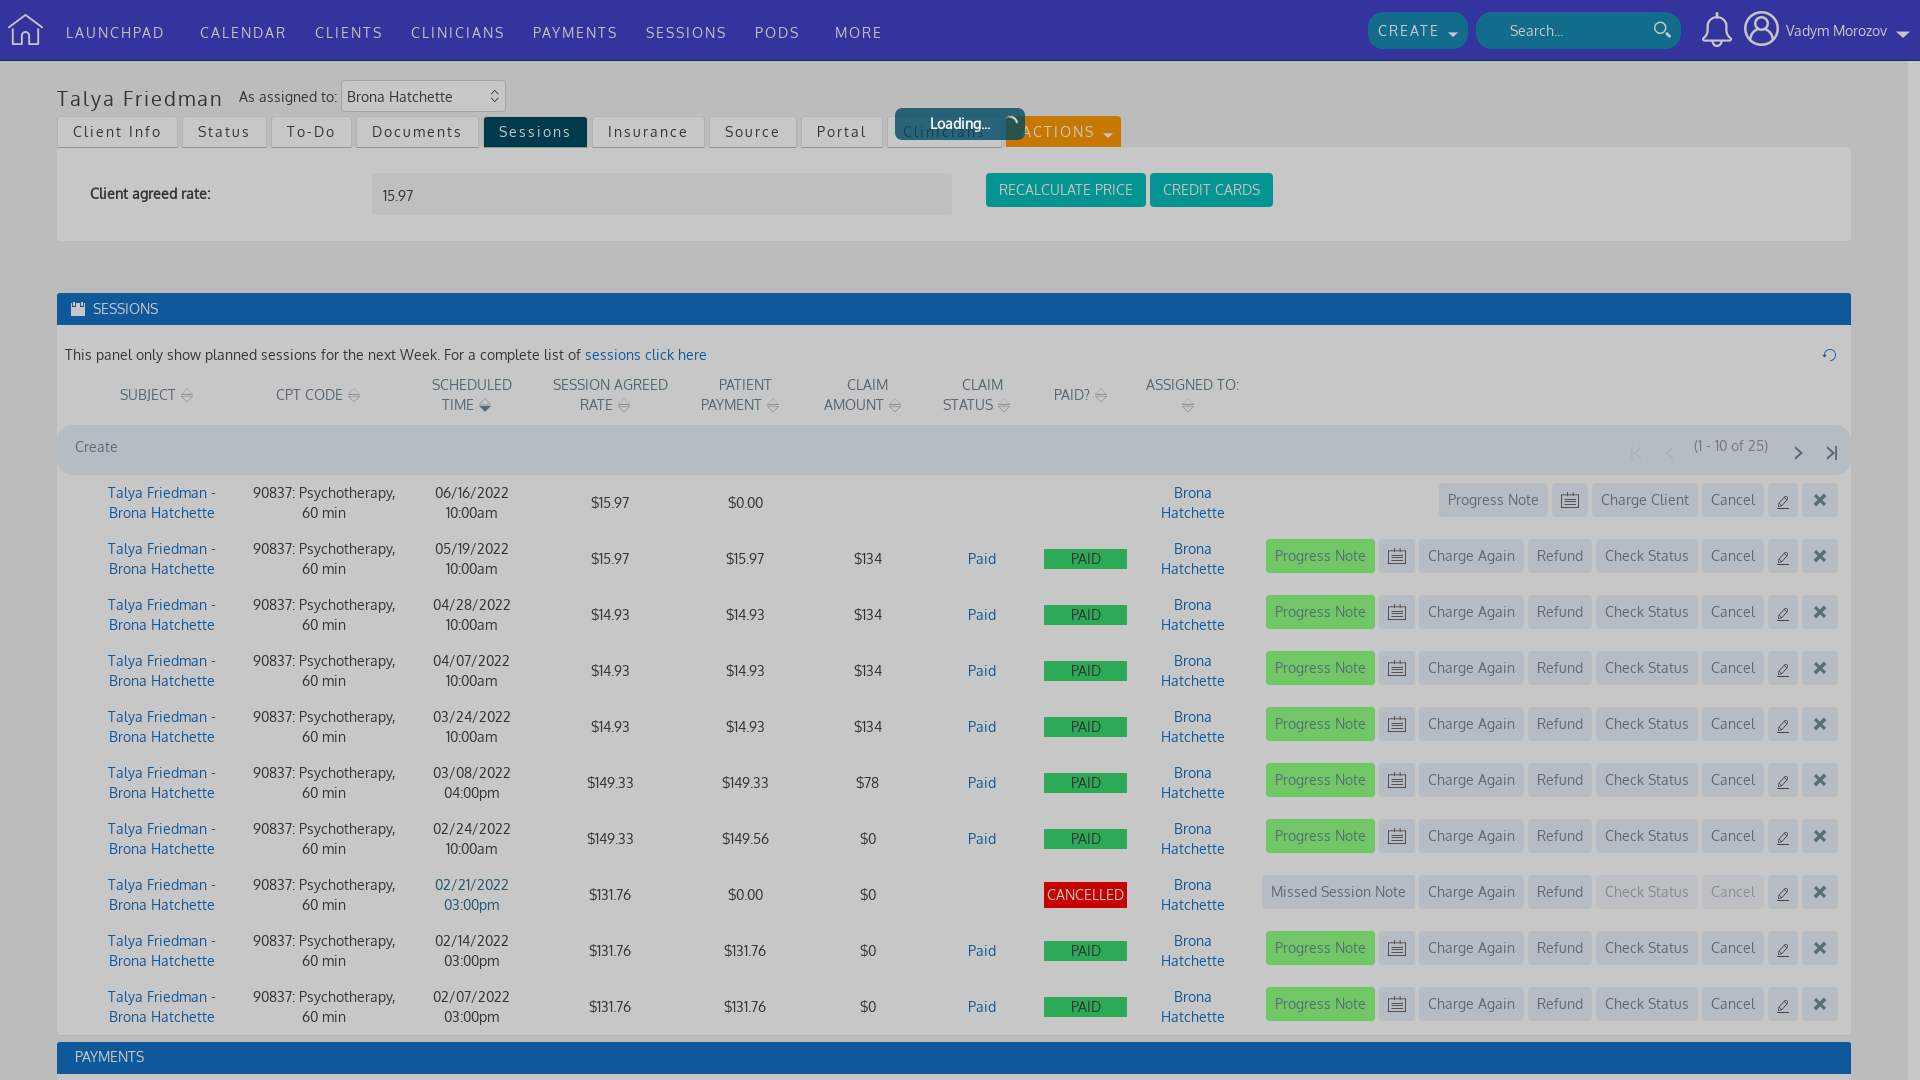 LAUNCHPAD CALENDAR CLIENTS CLINICIANS PAYMENTS SESSIONS PODS MORE CREATE Search... Vadym Morozov
Talya Friedman As assigned to: Brona Hatchette
Client Info Status To-Do Documents Sessions Insurance Source Portal Clinicians ACTIONS
Loading...
Client agreed rate: 15.97 RECALCULATE PRICE CREDIT CARDS
SESSIONS
This panel only show planned sessions for the next Week. For a complete list of sessions click here
SUBJECT CPT CODE SCHEDULED TIME SESSION AGREED RATE PATIENT PAYMENT CLAIM AMOUNT CLAIM STATUS PAID? ASSIGNED TO:
Create (1 - 10 of 25)
Talya Friedman - Brona Hatchette 90837: Psychotherapy, 60 min 06/16/2022 10:00am $15.97 $0.00 Brona Hatchette Progress Note Charge Client Cancel
Talya Friedman - Brona Hatchette 90837: Psychotherapy, 60 min 05/19/2022 10:00am $15.97 $15.97 $134 Paid PAID Brona Hatchette Progress Note Charge Again Refund Check Status Cancel
Talya Friedman - Brona Hatchette 90837: Psychotherapy, 60 min 04/28/2022 10:00am $14.93 $14.93 $134 Paid PAID Brona Hatchette Progress Note Charge Again Refund Check Status Cancel
Talya Friedman - Brona Hatchette 90837: Psychotherapy, 60 min 04/07/2022 10:00am $14.93 $14.93 $134 Paid PAID Brona Hatchette Progress Note Charge Again Refund Check Status Cancel
Talya Friedman - Brona Hatchette 90837: Psychotherapy, 60 min 03/24/2022 10:00am $14.93 $14.93 $134 Paid PAID Brona Hatchette Progress Note Charge Again Refund Check Status Cancel
Talya Friedman - Brona Hatchette 90837: Psychotherapy, 60 min 03/08/2022 04:00pm $149.33 $149.33 $78 Paid PAID Brona Hatchette Progress Note Charge Again Refund Check Status Cancel
Talya Friedman - Brona Hatchette 90837: Psychotherapy, 60 min 02/24/2022 10:00am $149.33 $149.56 $0 Paid PAID Brona Hatchette Progress Note Charge Again Refund Check Status Cancel
Talya Friedman - Brona Hatchette 90837: Psychotherapy, 60 min 02/21/2022 03:00pm $131.76 $0.00 $0 CANCELLED Brona Hatchette Missed Session Note Charge Again Refund Check Status Cancel
Talya Friedman - Brona Hatchette 90837: Psychotherapy, 60 min 02/14/2022 03:00pm $131.76 $131.76 $0 Paid PAID Brona Hatchette Progress Note Charge Again Refund Check Status Cancel
Talya Friedman - Brona Hatchette 90837: Psychotherapy, 60 min 02/07/2022 03:00pm $131.76 $131.76 $0 Paid PAID Brona Hatchette Progress Note Charge Again Refund Check Status Cancel
PAYMENTS